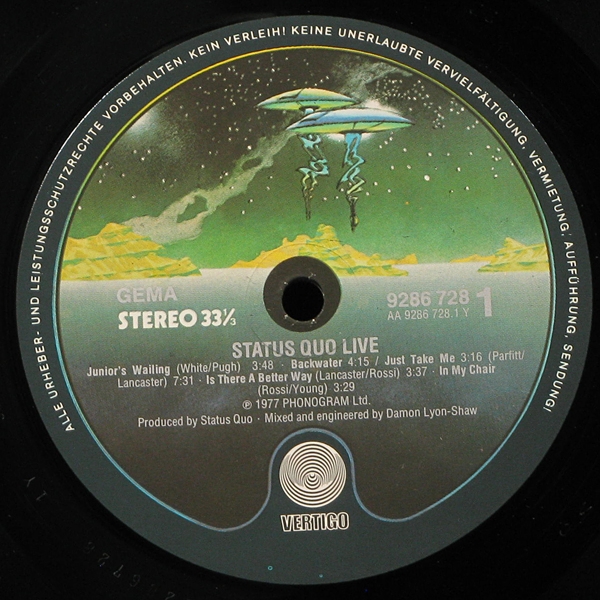 ALLE URHEBER- UND LEISTUNGSSCHUTZRECHTE VORBEHALTEN. KEIN VERLEIH! KEINE UNERLAUBTE VERVIELFÄLTIGUNG, VERMIETUNG, AUFFÜHRUNG, SENDUNG!
GEMA
STEREO 33⅓
9286 728 1
AA 9286 728.1 Y
STATUS QUO LIVE
Junior's Wailing (White/Pugh) 3:48 · Backwater 4:15 / Just Take Me 3:16 (Parfitt/
Lancaster) 7:31 · Is There A Better Way (Lancaster/Rossi) 3:37 · In My Chair
(Rossi/Young) 3:29
℗ 1977 PHONOGRAM Ltd.
Produced by Status Quo · Mixed and engineered by Damon Lyon-Shaw
VERTIGO